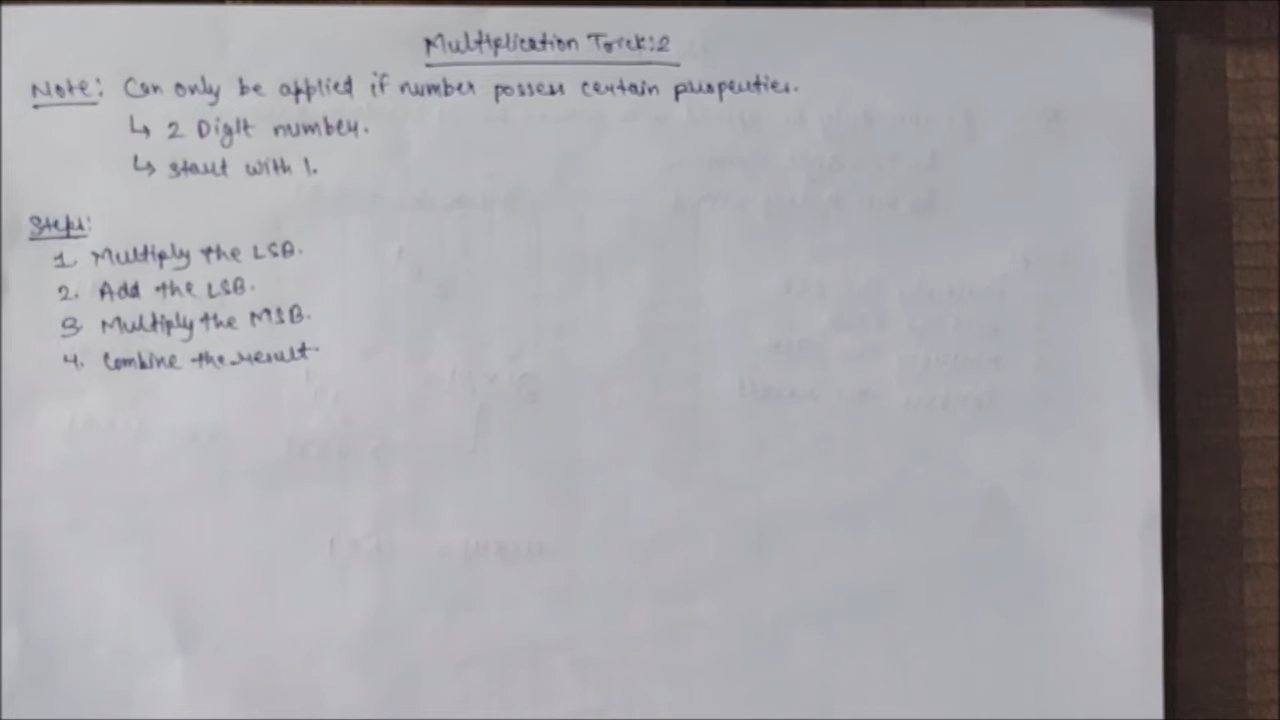 Multiplication Trick:2
Note: Can only be applied if number possess certain properties.
↳ 2 Digit number.
↳ start with 1.
Steps:
1. Multiply the LSB.
2. Add the LSB.
3. Multiply the MSB.
4. Combine the result.